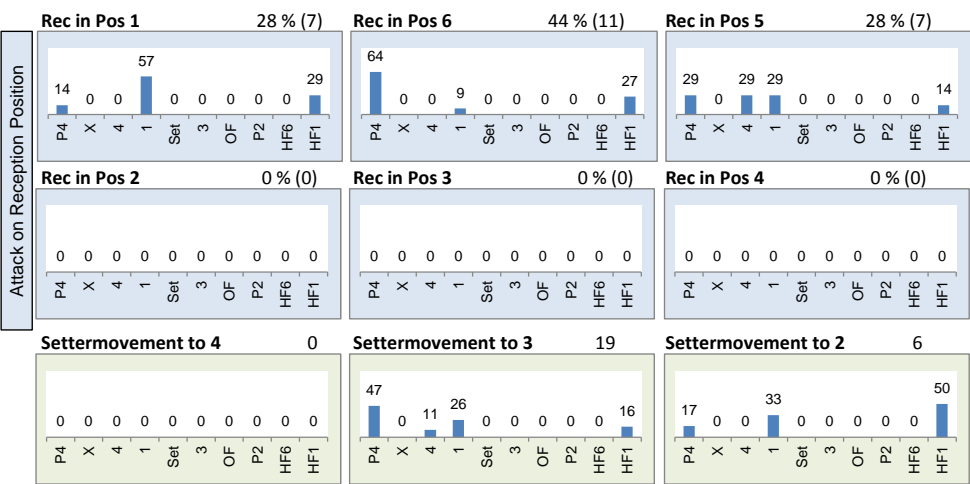 Attack on Reception Position
Rec in Pos 1 28 % (7)
14 0 0 57 0 0 0 0 0 29
P4 X 4 1 Set 3 OF P2 HF6 HF1
Rec in Pos 6 44 % (11)
64 0 0 9 0 0 0 0 0 27
P4 X 4 1 Set 3 OF P2 HF6 HF1
Rec in Pos 5 28 % (7)
29 0 29 29 0 0 0 0 0 14
P4 X 4 1 Set 3 OF P2 HF6 HF1
Rec in Pos 2 0 % (0)
0 0 0 0 0 0 0 0 0 0
P4 X 4 1 Set 3 OF P2 HF6 HF1
Rec in Pos 3 0 % (0)
0 0 0 0 0 0 0 0 0 0
P4 X 4 1 Set 3 OF P2 HF6 HF1
Rec in Pos 4 0 % (0)
0 0 0 0 0 0 0 0 0 0
P4 X 4 1 Set 3 OF P2 HF6 HF1
Settermovement to 4 0
0 0 0 0 0 0 0 0 0 0
P4 X 4 1 Set 3 OF P2 HF6 HF1
Settermovement to 3 19
47 0 11 26 0 0 0 0 0 16
P4 X 4 1 Set 3 OF P2 HF6 HF1
Settermovement to 2 6
17 0 0 33 0 0 0 0 0 50
P4 X 4 1 Set 3 OF P2 HF6 HF1